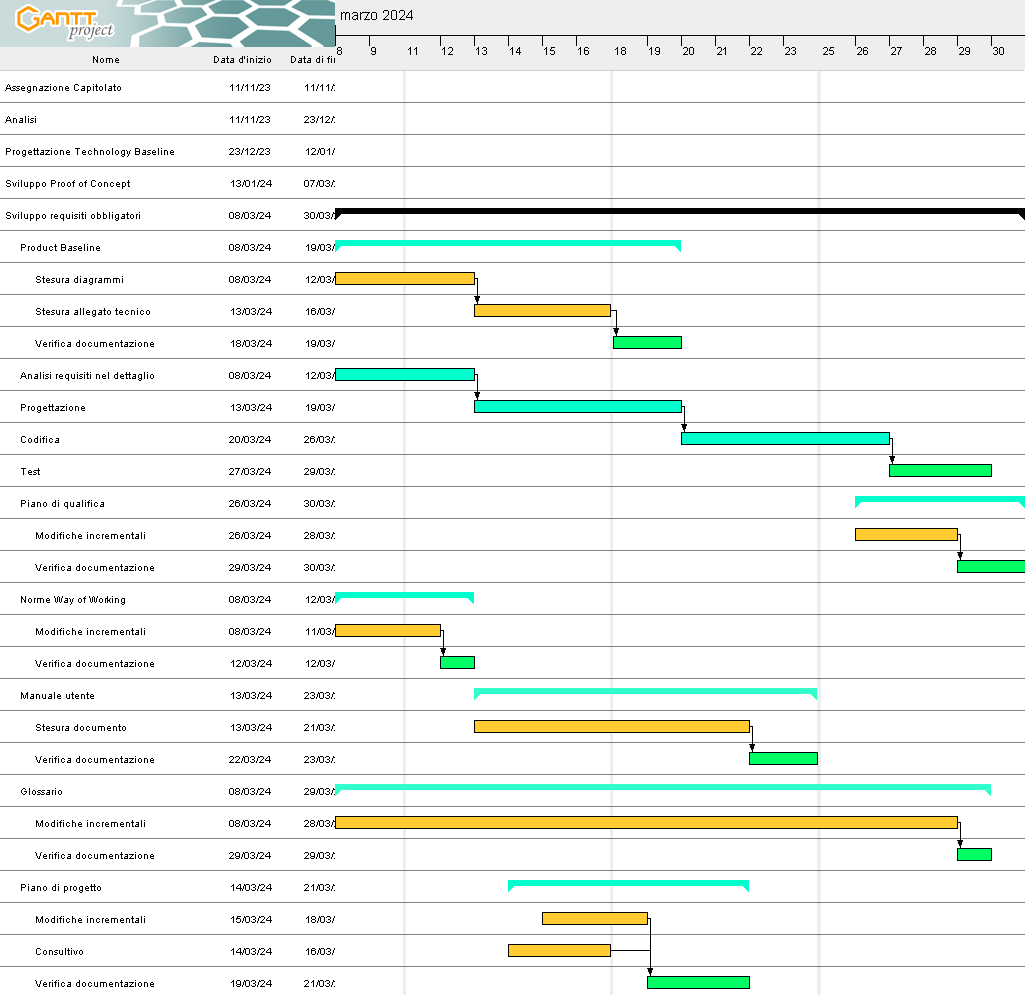 GANTT project
marzo 2024
8 9 11 12 13 14 15 16 18 19 20 21 22 23 25 26 27 28 29 30
Nome Data d'inizio Data di fi
Assegnazione Capitolato 11/11/23 11/11/
Analisi 11/11/23 23/12/
Progettazione Technology Baseline 23/12/23 12/01/
Sviluppo Proof of Concept 13/01/24 07/03/
Sviluppo requisiti obbligatori 08/03/24 30/03/
Product Baseline 08/03/24 19/03/
Stesura diagrammi 08/03/24 12/03/
Stesura allegato tecnico 13/03/24 16/03/
Verifica documentazione 18/03/24 19/03/
Analisi requisiti nel dettaglio 08/03/24 12/03/
Progettazione 13/03/24 19/03/
Codifica 20/03/24 26/03/
Test 27/03/24 29/03/
Piano di qualifica 26/03/24 30/03/
Modifiche incrementali 26/03/24 28/03/
Verifica documentazione 29/03/24 30/03/
Norme Way of Working 08/03/24 12/03/
Modifiche incrementali 08/03/24 11/03/
Verifica documentazione 12/03/24 12/03/
Manuale utente 13/03/24 23/03/
Stesura documento 13/03/24 21/03/
Verifica documentazione 22/03/24 23/03/
Glossario 08/03/24 29/03/
Modifiche incrementali 08/03/24 28/03/
Verifica documentazione 29/03/24 29/03/
Piano di progetto 14/03/24 21/03/
Modifiche incrementali 15/03/24 18/03/
Consultivo 14/03/24 16/03/
Verifica documentazione 19/03/24 21/03/